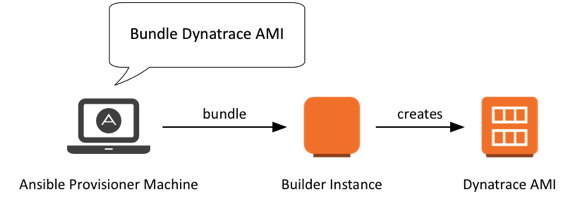 Bundle Dynatrace AMI
A
bundle
creates
Ansible Provisioner Machine
Builder Instance
Dynatrace AMI